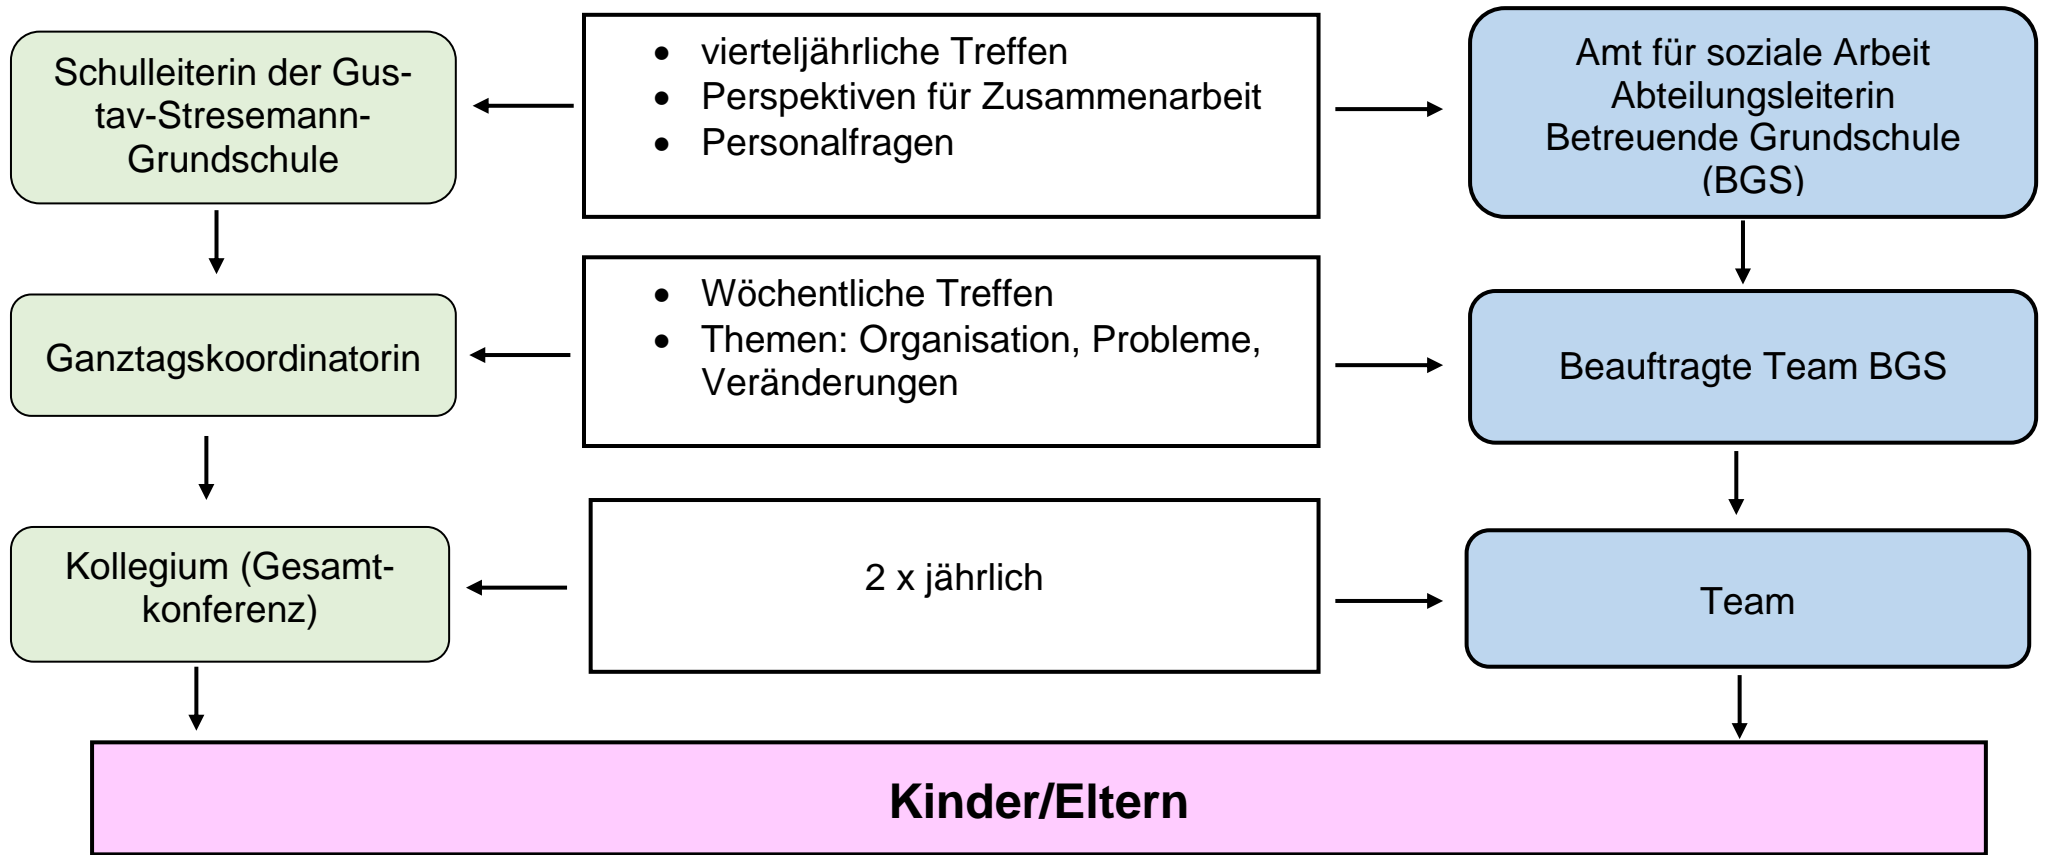 Schulleiterin der Gus-
tav-Stresemann-
Grundschule
• vierteljährliche Treffen
• Perspektiven für Zusammenarbeit
• Personalfragen
Amt für soziale Arbeit
Abteilungsleiterin
Betreuende Grundschule
(BGS)
Ganztagskoordinatorin
• Wöchentliche Treffen
• Themen: Organisation, Probleme,
Veränderungen
Beauftragte Team BGS
Kollegium (Gesamt-
konferenz)
2 x jährlich
Team
Kinder/Eltern